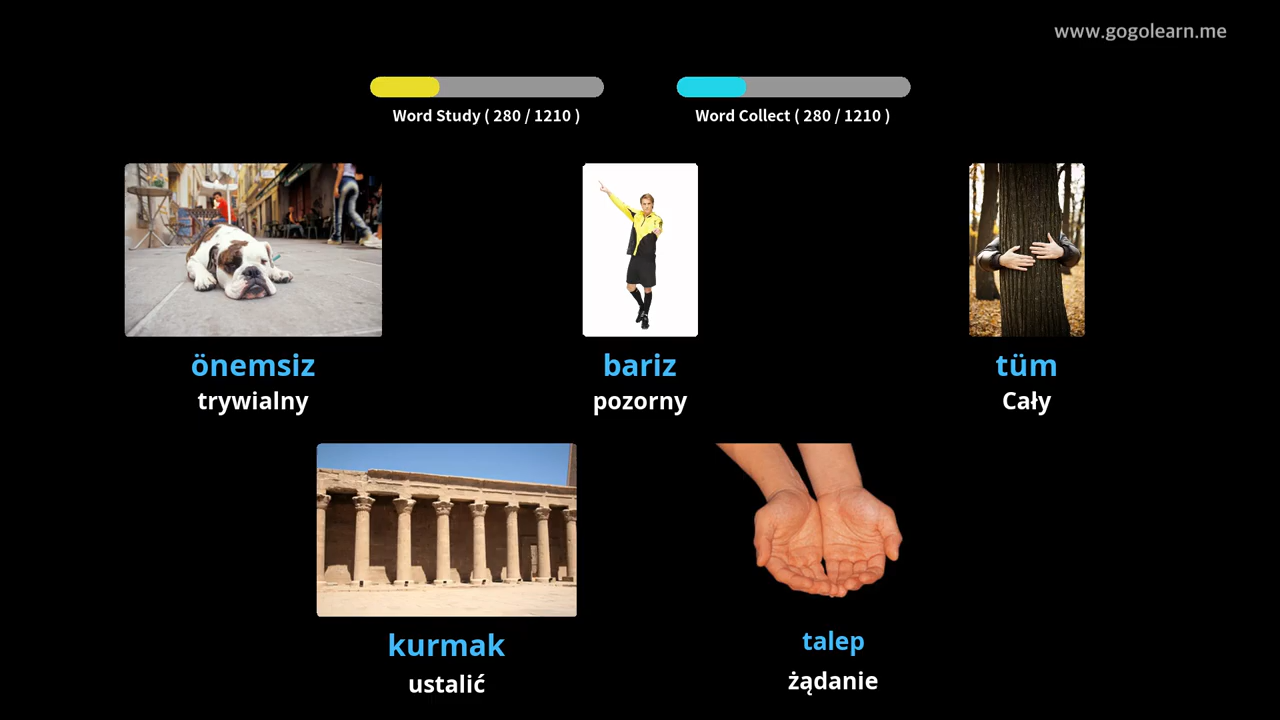 www.gogolearn.me
Word Study ( 280 / 1210 )
Word Collect ( 280 / 1210 )
önemsiz
trywialny
bariz
pozorny
tüm
Cały
kurmak
ustalić
talep
żądanie